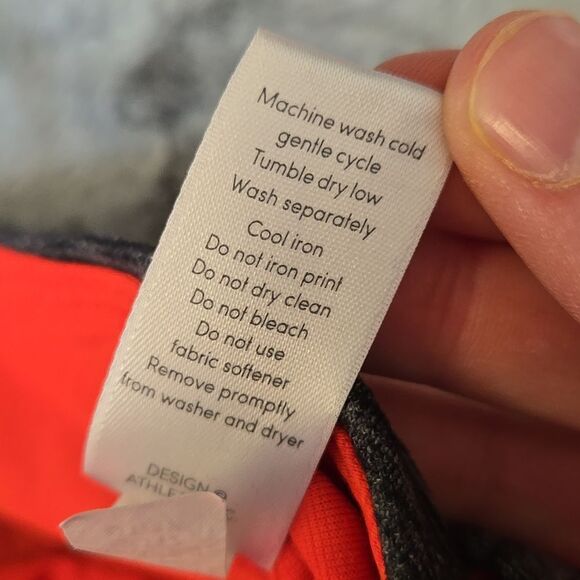 Machine wash cold
gentle cycle
Tumble dry low
Wash separately
Cool iron
Do not iron print
Do not dry clean
Do not bleach
Do not use
fabric softener
Remove promptly
from washer and dryer
DESIGN ©